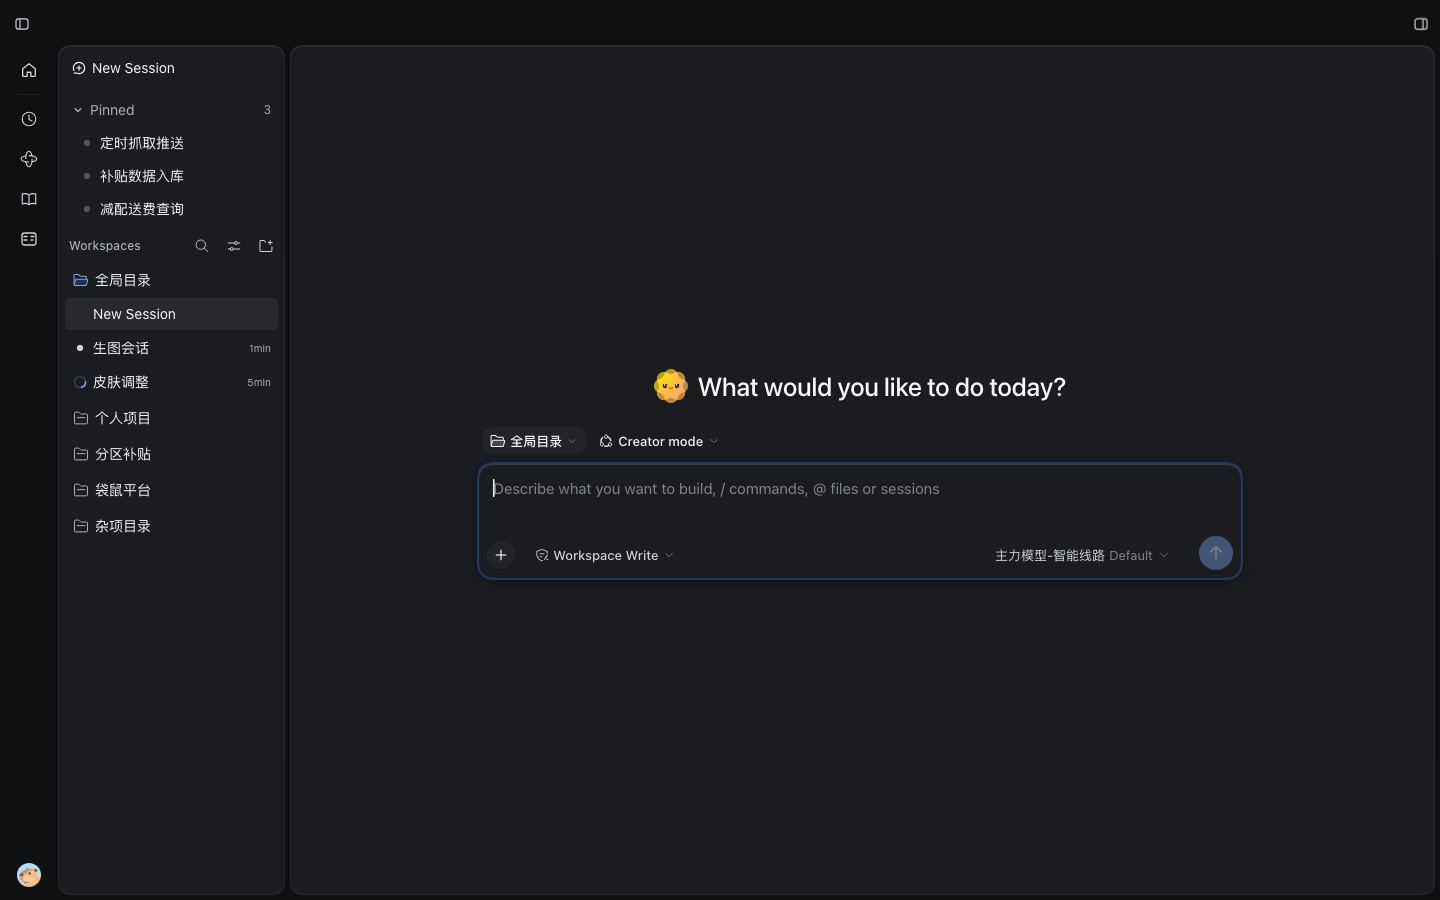 New Session
Pinned 3
定时抓取推送
补贴数据入库
减配送费查询
Workspaces
全局目录
New Session
生图会话 1min
皮肤调整 5min
个人项目
分区补贴
袋鼠平台
杂项目录
What would you like to do today?
全局目录 Creator mode
Describe what you want to build, / commands, @ files or sessions
Workspace Write 主力模型-智能线路 Default